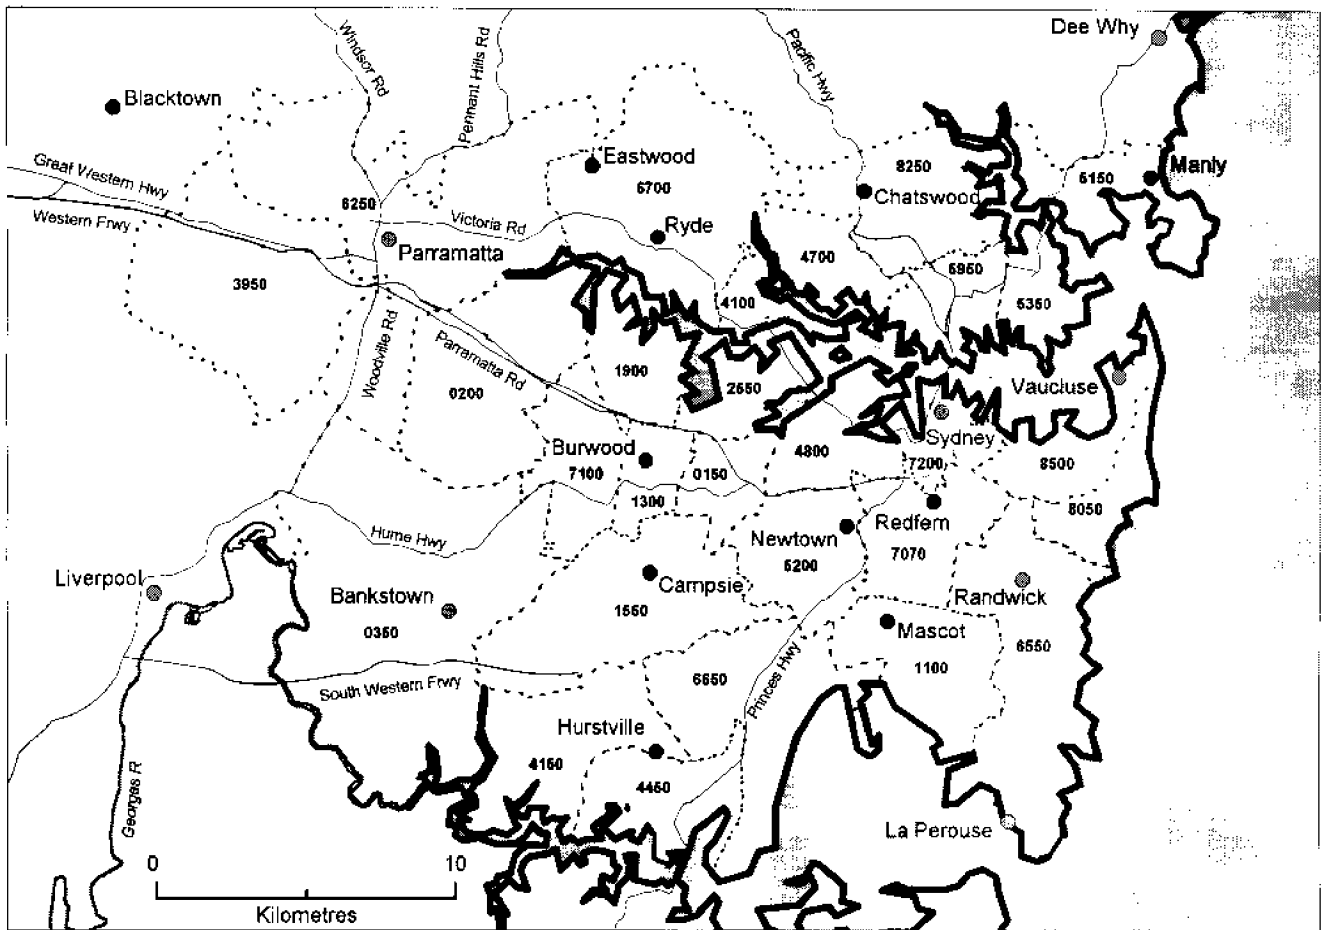 Dee Why
Windsor Rd
Pennant Hills Rd
Pacific Hwy
Blacktown
Eastwood
6700
8250
Chatswood
5150
Manly
Great Western Hwy
Western Frwy
6250
Victoria Rd
Ryde
Parramatta
3950
4700
5950
4100
5350
Woodville Rd
Parramatta Rd
1900
0200
2650
Vaucluse
Sydney
Burwood
7100
0150
4800
7200
8500
1300
8050
Hume Hwy
Newtown
5200
Redfern
7070
Liverpool
Bankstown
0350
Campsie
1550
Randwick
6550
Mascot
1100
South Western Frwy
6650
Princes Hwy
Hurstville
4150
4450
Georges R
La Perouse
0
10
Kilometres